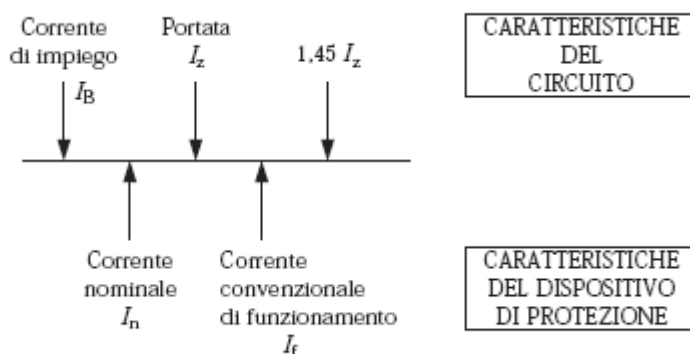 Corrente
di impiego
I_B
Portata
I_z
1,45 I_z
CARATTERISTICHE
DEL
CIRCUITO
Corrente
nominale
I_n
Corrente
convenzionale
di funzionamento
I_f
CARATTERISTICHE
DEL DISPOSITIVO
DI PROTEZIONE